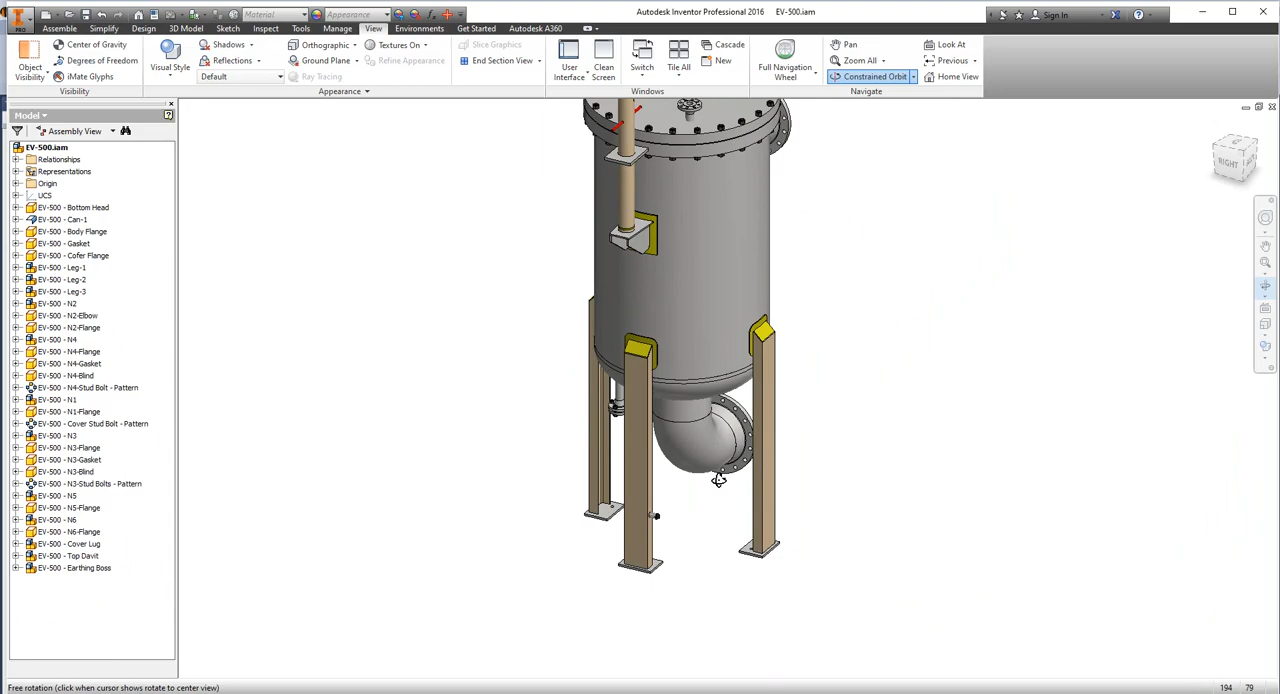 Autodesk Inventor Professional 2016 EV-500.iam
Material
Appearance
Sign In
PRO
Assemble Simplify Design 3D Model Sketch Inspect Tools Manage View Environments Get Started Autodesk A360
Object Visibility
Center of Gravity
Degrees of Freedom
iMate Glyphs
Visibility
Visual Style
Shadows
Reflections
Default
Orthographic
Ground Plane
Ray Tracing
Textures On
Refine Appearance
Appearance
Slice Graphics
End Section View
User Interface
Clean Screen
Switch
Tile All
Cascade
New
Windows
Full Navigation Wheel
Pan
Zoom All
Constrained Orbit
Look At
Previous
Home View
Navigate
Model
Assembly View
EV-500.iam
Relationships
Representations
Origin
UCS
EV-500 - Bottom Head
EV-500 - Can-1
EV-500 - Body Flange
EV-500 - Gasket
EV-500 - Cofer Flange
EV-500 - Leg-1
EV-500 - Leg-2
EV-500 - Leg-3
EV-500 - N2
EV-500 - N2-Elbow
EV-500 - N2-Flange
EV-500 - N4
EV-500 - N4-Flange
EV-500 - N4-Gasket
EV-500 - N4-Blind
EV-500 - N4-Stud Bolt - Pattern
EV-500 - N1
EV-500 - N1-Flange
EV-500 - Cover Stud Bolt - Pattern
EV-500 - N3
EV-500 - N3-Flange
EV-500 - N3-Gasket
EV-500 - N3-Blind
EV-500 - N3-Stud Bolts - Pattern
EV-500 - N5
EV-500 - N5-Flange
EV-500 - N6
EV-500 - N6-Flange
EV-500 - Cover Lug
EV-500 - Top Davit
EV-500 - Earthing Boss
RIGHT
Free rotation (click when cursor shows rotate to center view)
194 79